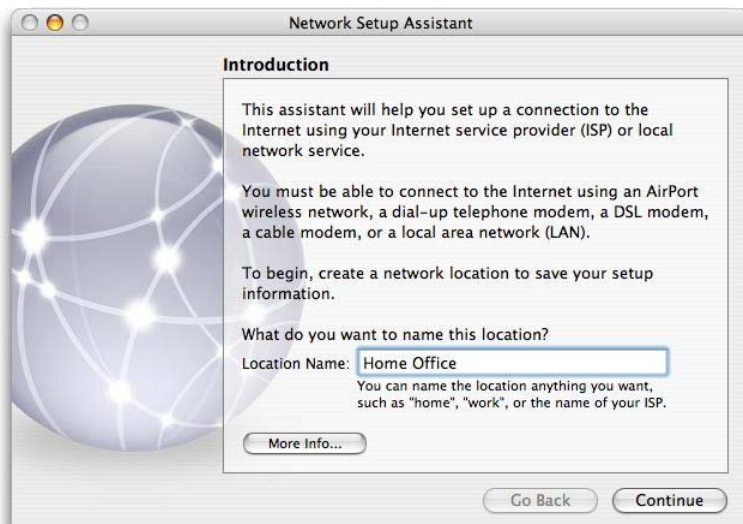 Network Setup Assistant
Introduction
This assistant will help you set up a connection to the
Internet using your Internet service provider (ISP) or local
network service.
You must be able to connect to the Internet using an AirPort
wireless network, a dial-up telephone modem, a DSL modem,
a cable modem, or a local area network (LAN).
To begin, create a network location to save your setup
information.
What do you want to name this location?
Location Name: Home Office
You can name the location anything you want,
such as "home", "work", or the name of your ISP.
More Info...
Go Back Continue